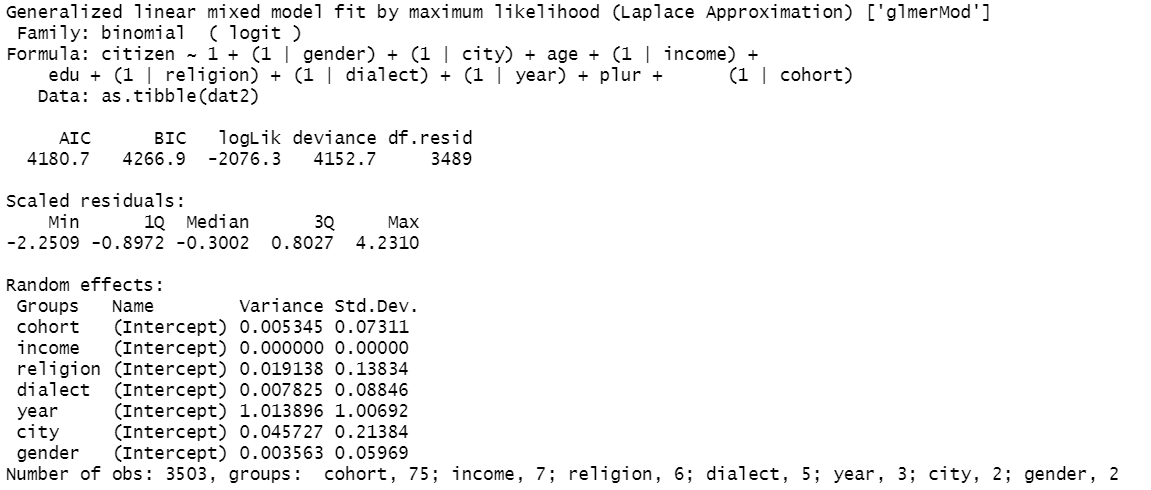 Generalized linear mixed model fit by maximum likelihood (Laplace Approximation) ['glmerMod']
 Family: binomial  ( logit )
Formula: citizen ~ 1 + (1 | gender) + (1 | city) + age + (1 | income) +
    edu + (1 | religion) + (1 | dialect) + (1 | year) + plur +      (1 | cohort)
   Data: as.tibble(dat2)

     AIC      BIC   logLik deviance df.resid
  4180.7   4266.9  -2076.3   4152.7     3489

Scaled residuals:
    Min      1Q  Median      3Q     Max
-2.2509 -0.8972 -0.3002  0.8027  4.2310

Random effects:
 Groups   Name        Variance Std.Dev.
 cohort   (Intercept) 0.005345 0.07311
 income   (Intercept) 0.000000 0.00000
 religion (Intercept) 0.019138 0.13834
 dialect  (Intercept) 0.007825 0.08846
 year     (Intercept) 1.013896 1.00692
 city     (Intercept) 0.045727 0.21384
 gender   (Intercept) 0.003563 0.05969
Number of obs: 3503, groups:  cohort, 75; income, 7; religion, 6; dialect, 5; year, 3; city, 2; gender, 2